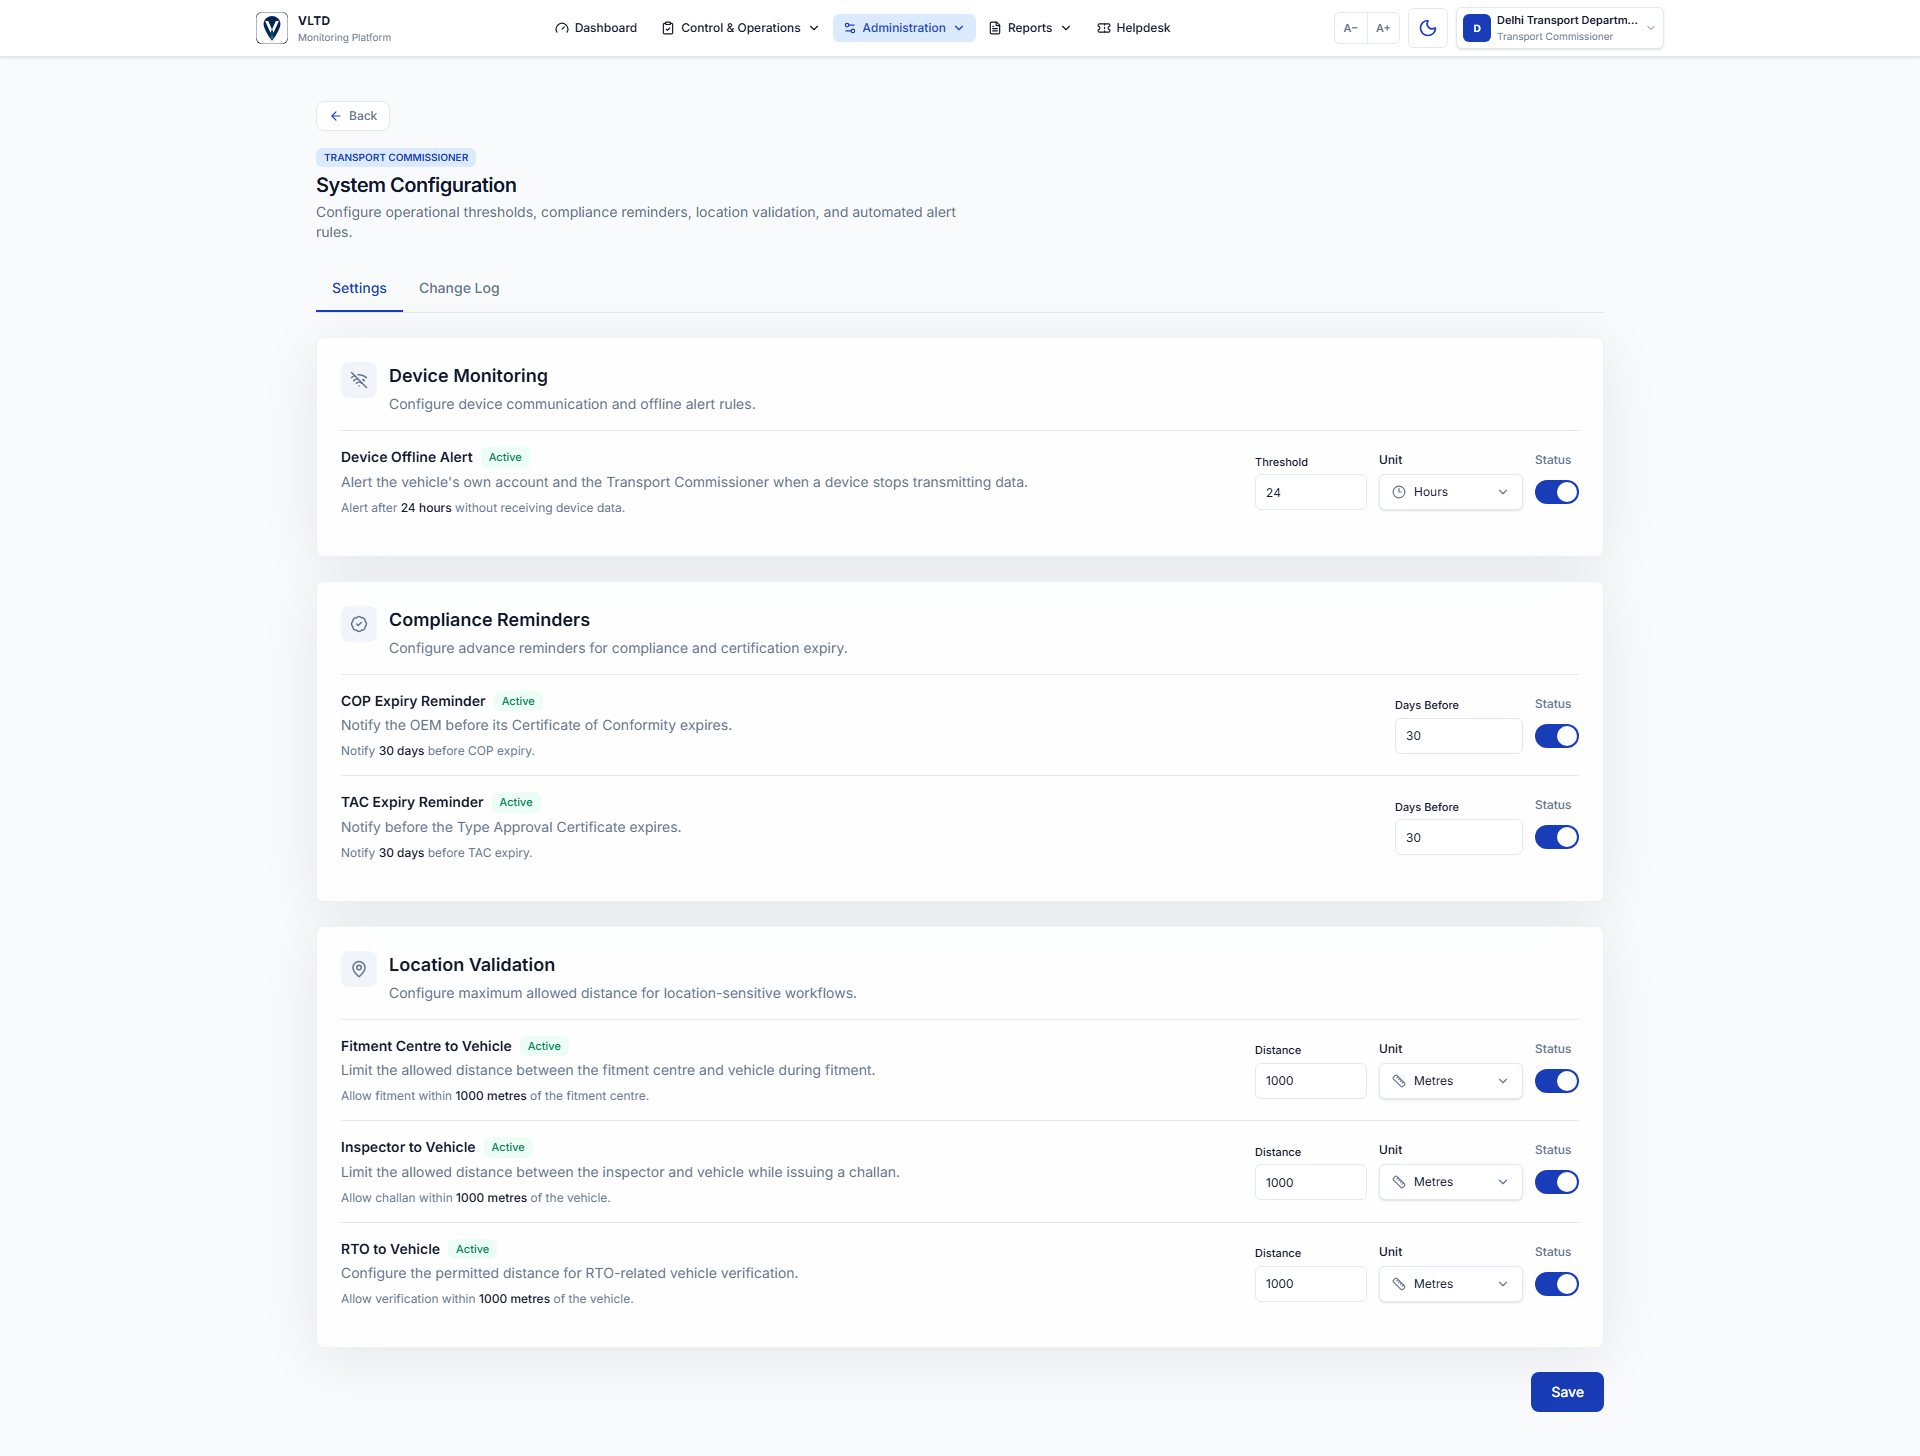 VLTD
Monitoring Platform
Dashboard
Control & Operations
Administration
Reports
Helpdesk
A−
A+
D
Delhi Transport Departm...
Transport Commissioner
Back
TRANSPORT COMMISSIONER
System Configuration
Configure operational thresholds, compliance reminders, location validation, and automated alert
rules.
Settings
Change Log
Device Monitoring
Configure device communication and offline alert rules.
Device Offline Alert Active
Alert the vehicle's own account and the Transport Commissioner when a device stops transmitting data.
Alert after 24 hours without receiving device data.
Threshold
24
Unit
Hours
Status
Compliance Reminders
Configure advance reminders for compliance and certification expiry.
COP Expiry Reminder Active
Notify the OEM before its Certificate of Conformity expires.
Notify 30 days before COP expiry.
Days Before
30
Status
TAC Expiry Reminder Active
Notify before the Type Approval Certificate expires.
Notify 30 days before TAC expiry.
Days Before
30
Status
Location Validation
Configure maximum allowed distance for location-sensitive workflows.
Fitment Centre to Vehicle Active
Limit the allowed distance between the fitment centre and vehicle during fitment.
Allow fitment within 1000 metres of the fitment centre.
Distance
1000
Unit
Metres
Status
Inspector to Vehicle Active
Limit the allowed distance between the inspector and vehicle while issuing a challan.
Allow challan within 1000 metres of the vehicle.
Distance
1000
Unit
Metres
Status
RTO to Vehicle Active
Configure the permitted distance for RTO-related vehicle verification.
Allow verification within 1000 metres of the vehicle.
Distance
1000
Unit
Metres
Status
Save